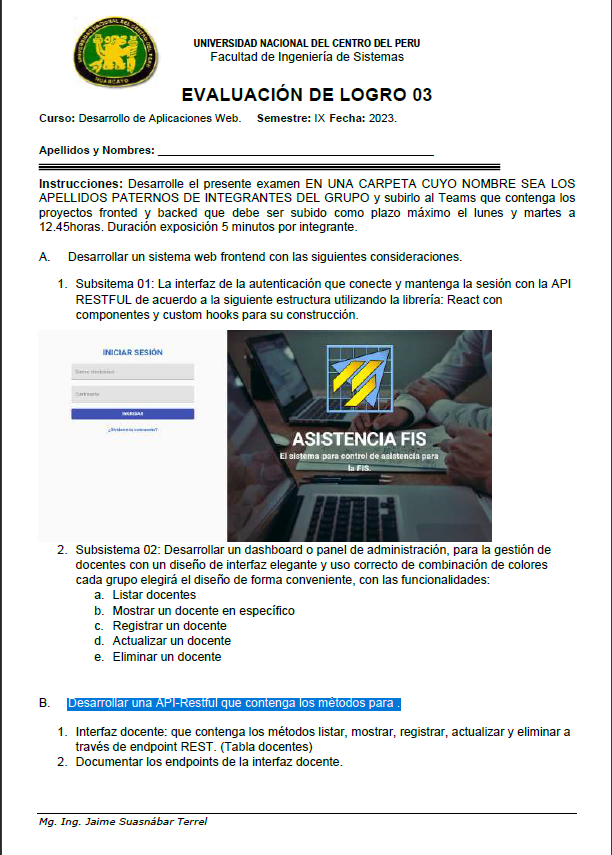 UNIVERSIDAD NACIONAL DEL CENTRO DEL PERU
HUANCAYO
UNIVERSIDAD NACIONAL DEL CENTRO DEL PERU
Facultad de Ingeniería de Sistemas
EVALUACIÓN DE LOGRO 03
Curso: Desarrollo de Aplicaciones Web. Semestre: IX Fecha: 2023.
Apellidos y Nombres: ___________________________________________
Instrucciones: Desarrolle el presente examen EN UNA CARPETA CUYO NOMBRE SEA LOS
APELLIDOS PATERNOS DE INTEGRANTES DEL GRUPO y subirlo al Teams que contenga los
proyectos fronted y backed que debe ser subido como plazo máximo el lunes y martes a
12.45horas. Duración exposición 5 minutos por integrante.
A. Desarrollar un sistema web frontend con las siguientes consideraciones.
1. Subsitema 01: La interfaz de la autenticación que conecte y mantenga la sesión con la API
RESTFUL de acuerdo a la siguiente estructura utilizando la librería: React con
componentes y custom hooks para su construcción.
INICIAR SESIÓN
Contraseña
INGRESAR
¿Olvidaste tu contraseña?
ASISTENCIA FIS
El sistema para control de asistencia para
la FIS.
2. Subsistema 02: Desarrollar un dashboard o panel de administración, para la gestión de
docentes con un diseño de interfaz elegante y uso correcto de combinación de colores
cada grupo elegirá el diseño de forma conveniente, con las funcionalidades:
a. Listar docentes
b. Mostrar un docente en específico
c. Registrar un docente
d. Actualizar un docente
e. Eliminar un docente
B. Desarrollar una API-Restful que contenga los métodos para .
1. Interfaz docente: que contenga los métodos listar, mostrar, registrar, actualizar y eliminar a
través de endpoint REST. (Tabla docentes)
2. Documentar los endpoints de la interfaz docente.
Mg. Ing. Jaime Suasnábar Terrel